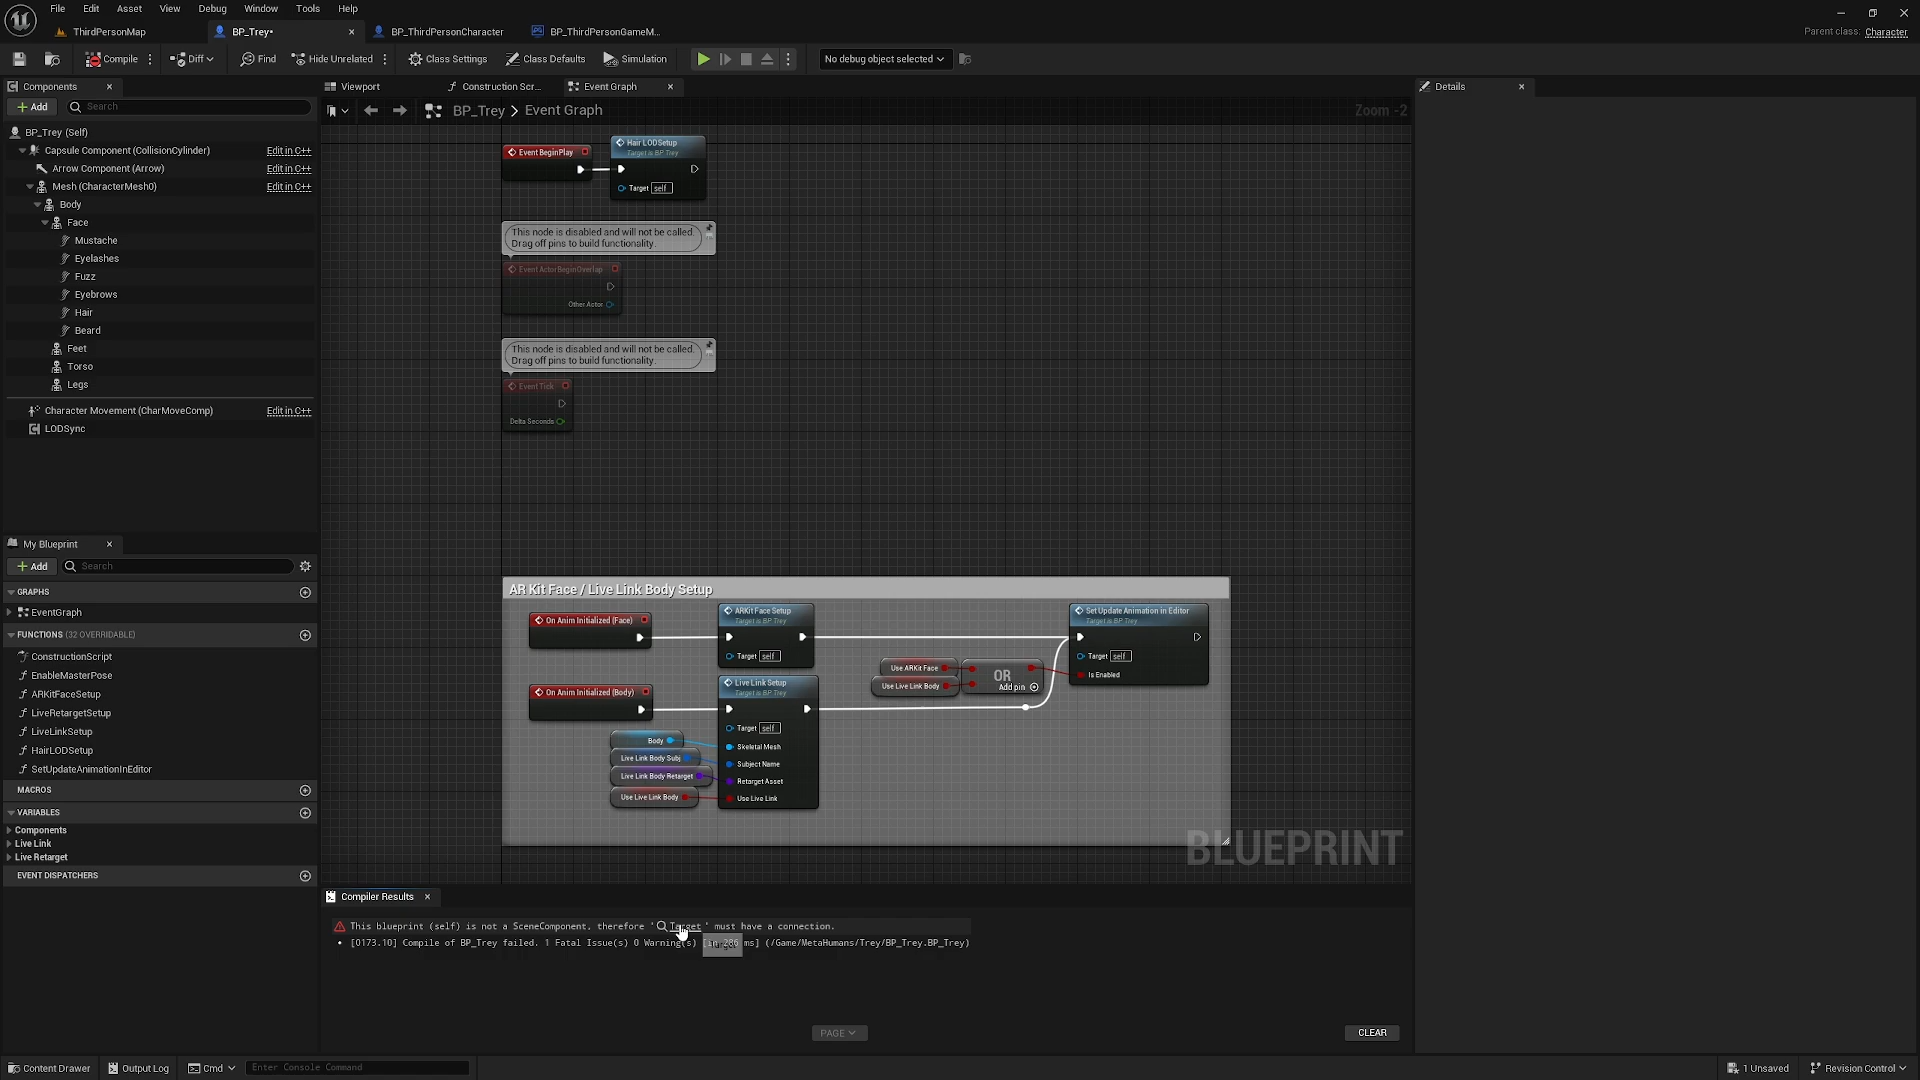 File Edit Asset View Debug Window Tools Help
ThirdPersonMap BP_Trey• BP_ThirdPersonCharacter BP_ThirdPersonGameM...
Parent class: Character
Compile Diff Find Hide Unrelated Class Settings Class Defaults Simulation No debug object selected
Components
Add Search
BP_Trey (Self)
Capsule Component (CollisionCylinder) Edit in C++
Arrow Component (Arrow) Edit in C++
Mesh (CharacterMesh0) Edit in C++
Body
Face
Mustache
Eyelashes
Fuzz
Eyebrows
Hair
Beard
Feet
Torso
Legs
Character Movement (CharMoveComp) Edit in C++
LODSync
My Blueprint
Add Search
GRAPHS
EventGraph
FUNCTIONS (32 OVERRIDABLE)
ConstructionScript
EnableMasterPose
ARKitFaceSetup
LiveRetargetSetup
LiveLinkSetup
HairLODSetup
SetUpdateAnimationInEditor
MACROS
VARIABLES
Components
Live Link
Live Retarget
EVENT DISPATCHERS
Viewport Construction Scr... Event Graph
BP_Trey > Event Graph
Zoom -2
Event BeginPlay
Hair LODSetup
Target is BP Trey
Target self
This node is disabled and will not be called.
Drag off pins to build functionality.
Event ActorBeginOverlap
Other Actor
This node is disabled and will not be called.
Drag off pins to build functionality.
Event Tick
Delta Seconds
AR Kit Face / Live Link Body Setup
On Anim Initialized (Face)
ARKit Face Setup
Target is BP Trey
Target self
Set Update Animation in Editor
Target is BP Trey
Target self
Is Enabled
Use ARKit Face
Use Live Link Body
OR
Add pin
On Anim Initialized (Body)
Live Link Setup
Target is BP Trey
Target self
Body Skeletal Mesh
Live Link Body Subj Subject Name
Live Link Body Retarget Retarget Asset
Use Live Link Body Use Live Link
BLUEPRINT
Compiler Results
This blueprint (self) is not a SceneComponent, therefore ' Target ' must have a connection.
• [0173.10] Compile of BP_Trey failed. 1 Fatal Issue(s) 0 Warning(s) [in 286 ms] (/Game/MetaHumans/Trey/BP_Trey.BP_Trey)
PAGE
CLEAR
Details
Content Drawer Output Log Cmd Enter Console Command
1 Unsaved Revision Control